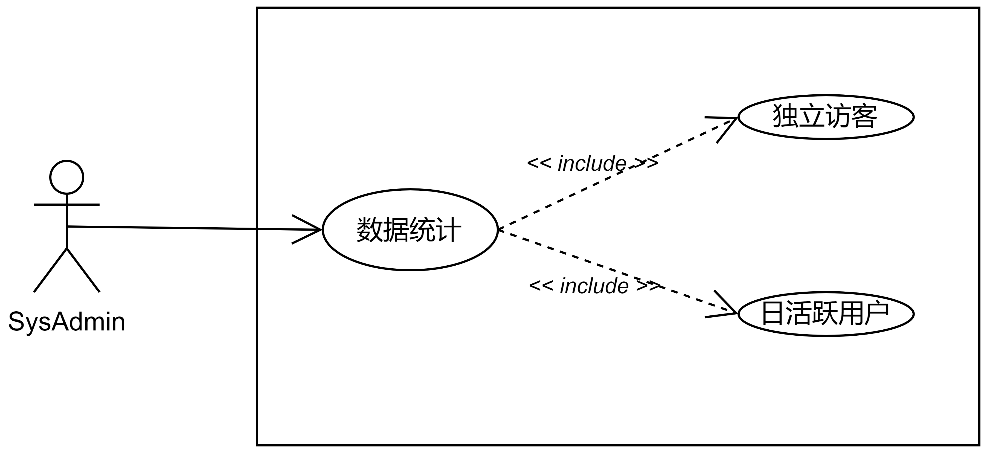 独立访客
<< include >>
数据统计
<< include >>
日活跃用户
SysAdmin